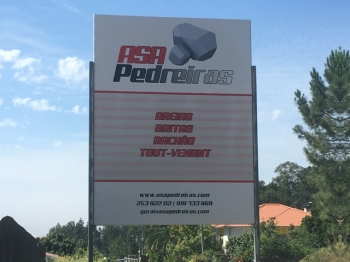 ASA
Pedreiras
AREIAS
BRITAS
RACHÃO
TOUT-VENANT
www.asapedreiras.com
geral@asapedreiras.com